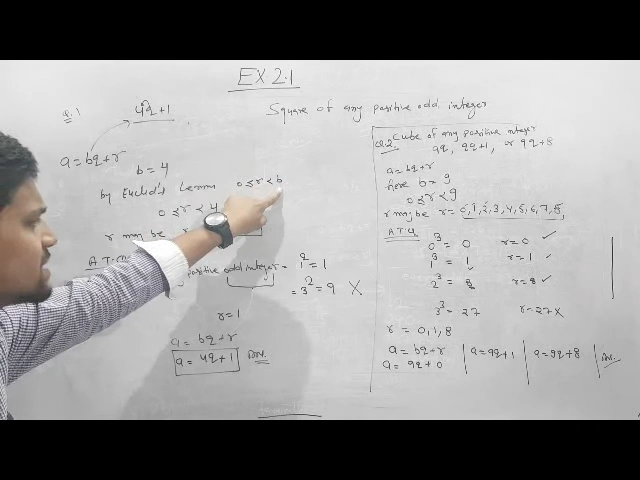 EX 2.1
Q.1
4q+1
Square of any positive odd integer
a = bq+r
b = 4
by Euclid's Lemma 0 ≤ r < b
0 ≤ r < 4
r may be
A.T.Q.
positive odd integer = 1² = 1
= 3² = 9 X
r = 1
a = bq+r
a = 4q+1 Ans.
Q.2. Cube of any positive integer
9q, 9q+1, or 9q+8
a = bq+r
here b = 9
0 ≤ r < 9
r may be r = 0,1,2,3,4,5,6,7,8
A.T.Q.
0³ = 0 r=0 ✓
1³ = 1 r=1 ✓
2³ = 8 r=8 ✓
3³ = 27 r=27 X
r = 0,1,8
a = bq+r | a = 9q+1 | a = 9q+8 | Ans.
a = 9q+0